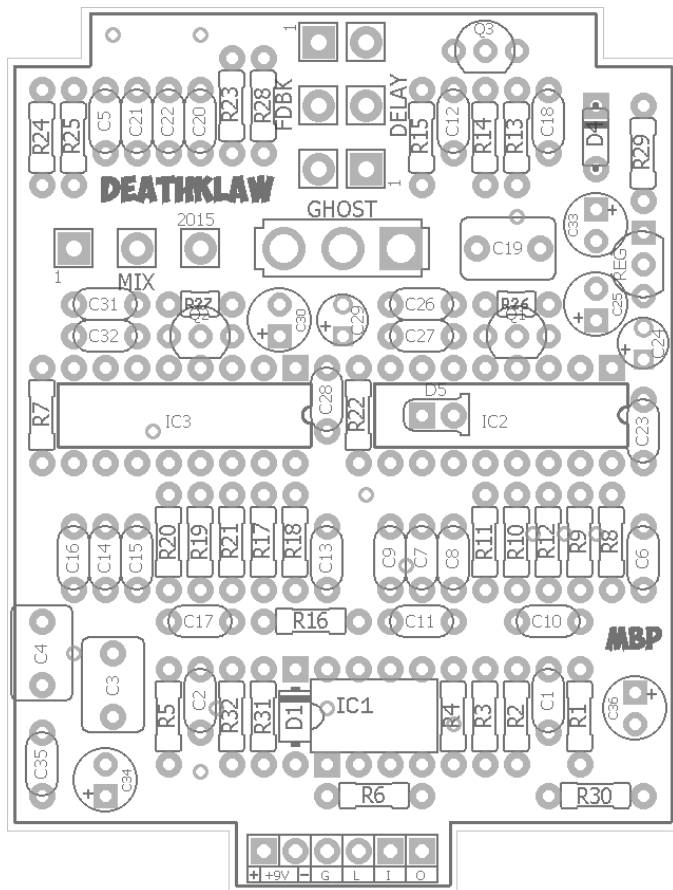 1
Q3
R24
R25
C5
C21
C22
C20
R23
R28
FDBK
DELAY
R15
C12
R14
R13
C18
D4
R29
1
DEATHKLAW
2015
GHOST
C33
1
MIX
C19
REG
C31
R27
C30
C29
C26
R26
C25
C32
Q2
C27
Q1
C24
R7
IC3
C28
R22
D5
IC2
C23
R20
R19
R21
R17
R18
C16
C14
C15
C13
C9
C7
C8
R11
R10
R12
R9
R8
C6
C17
R16
C11
C10
C4
C3
MBP
R5
C2
R32
R31
D1
IC1
R4
R3
R2
C1
R1
C36
C35
C34
R6
R30
+ +9V - G L I O